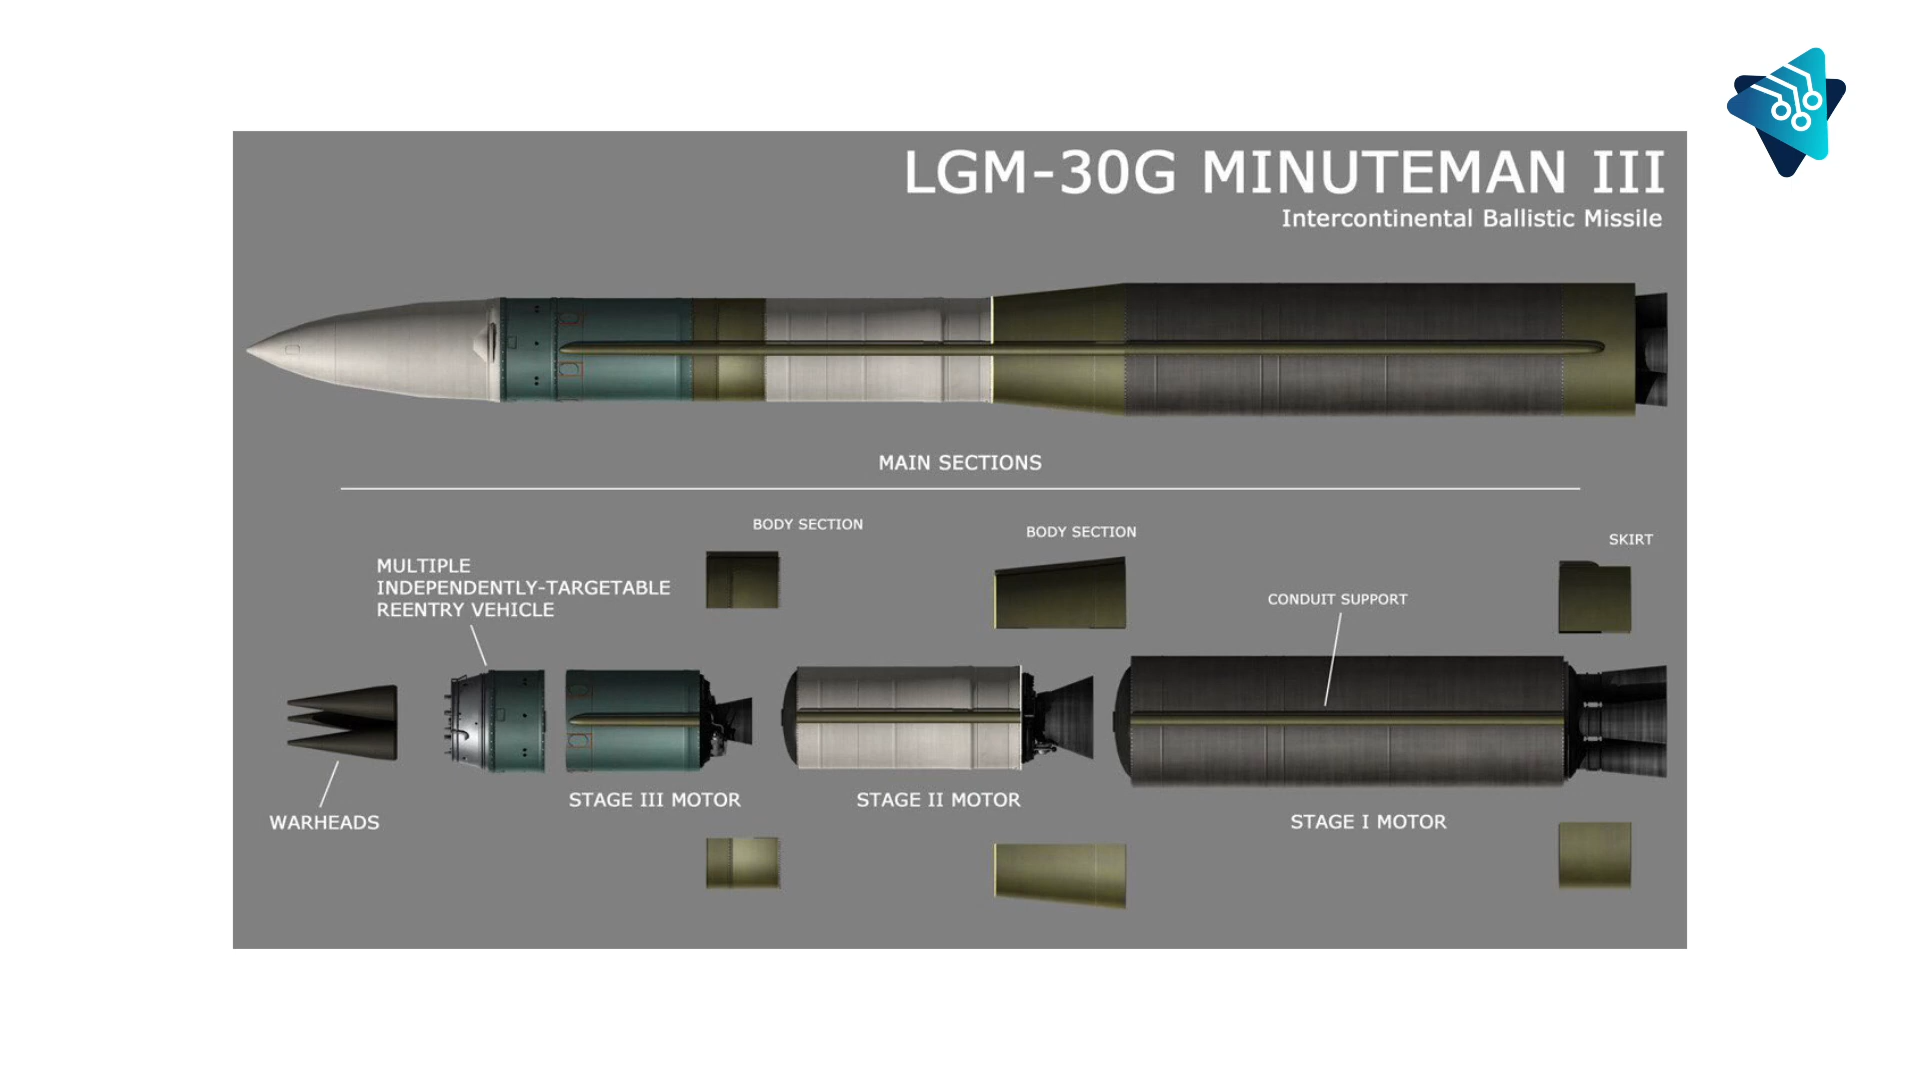 LGM-30G MINUTEMAN III
Intercontinental Ballistic Missile
MAIN SECTIONS
BODY SECTION
BODY SECTION
SKIRT
MULTIPLE
INDEPENDENTLY-TARGETABLE
REENTRY VEHICLE
CONDUIT SUPPORT
WARHEADS
STAGE III MOTOR
STAGE II MOTOR
STAGE I MOTOR